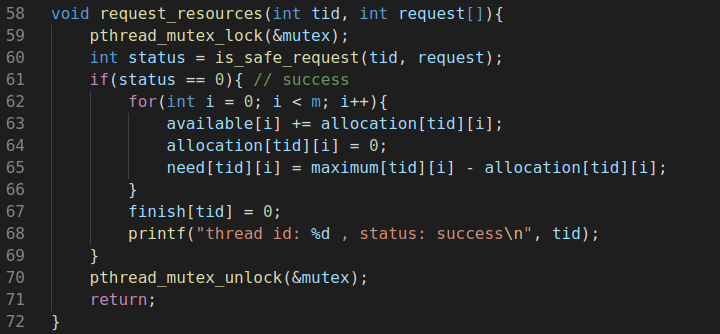 58 void request_resources(int tid, int request[]){
59     pthread_mutex_lock(&mutex);
60     int status = is_safe_request(tid, request);
61     if(status == 0){ // success
62         for(int i = 0; i < m; i++){
63             available[i] += allocation[tid][i];
64             allocation[tid][i] = 0;
65             need[tid][i] = maximum[tid][i] - allocation[tid][i];
66         }
67         finish[tid] = 0;
68         printf("thread id: %d , status: success\n", tid);
69     }
70     pthread_mutex_unlock(&mutex);
71     return;
72 }